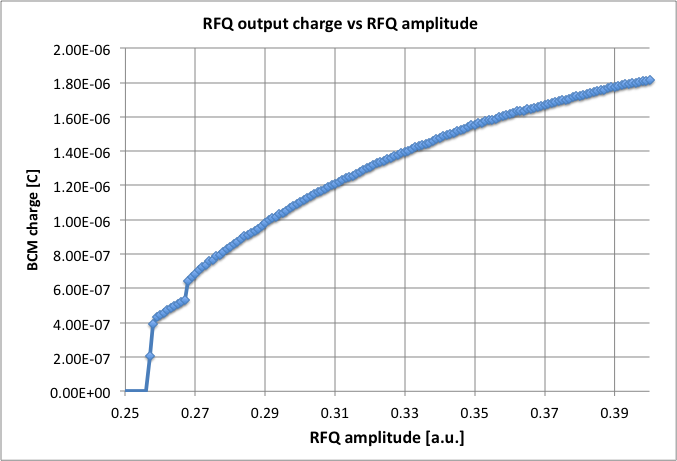 RFQ output charge vs RFQ amplitude
2.00E-06
1.80E-06
1.60E-06
1.40E-06
1.20E-06
1.00E-06
8.00E-07
6.00E-07
4.00E-07
2.00E-07
0.00E+00
BCM charge [C]
0.25 0.27 0.29 0.31 0.33 0.35 0.37 0.39
RFQ amplitude [a.u.]